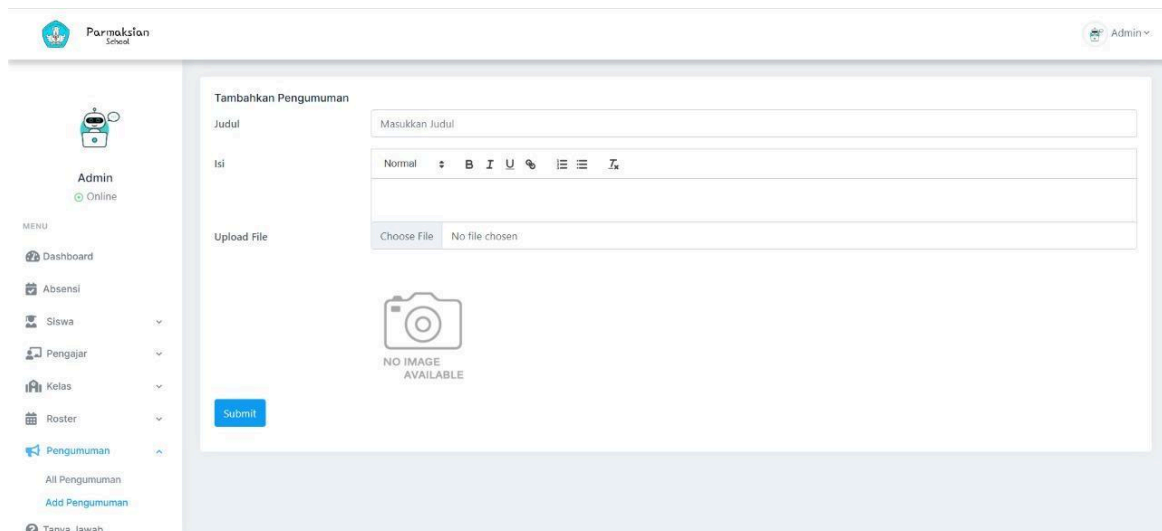 Parmaksian
School
Admin
Admin
Online
MENU
Dashboard
Absensi
Siswa
Pengajar
Kelas
Roster
Pengumuman
All Pengumuman
Add Pengumuman
Tanya Jawab
Tambahkan Pengumuman
Judul
Masukkan Judul
Isi
Normal B I U
Upload File
Choose File No file chosen
NO IMAGE
AVAILABLE
Submit